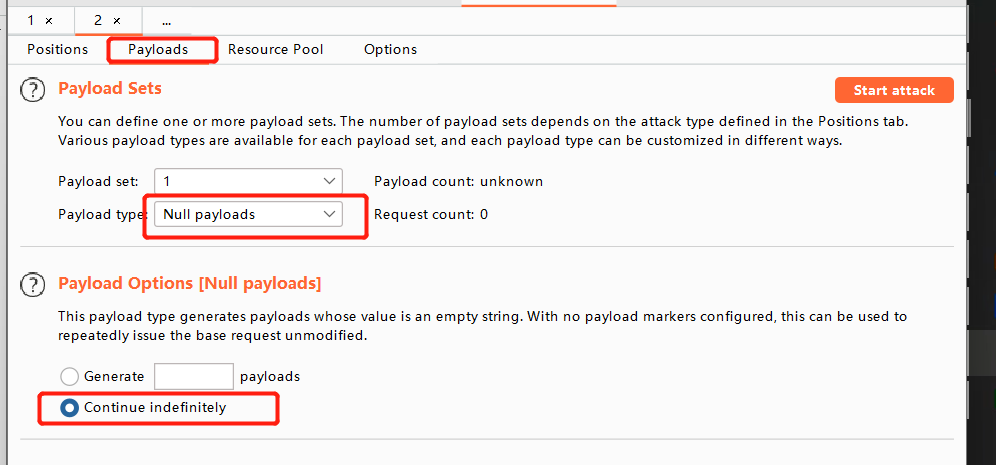 1 × 2 × ...
Positions Payloads Resource Pool Options
? Payload Sets Start attack
You can define one or more payload sets. The number of payload sets depends on the attack type defined in the Positions tab.
Various payload types are available for each payload set, and each payload type can be customized in different ways.
Payload set: 1 Payload count: unknown
Payload type: Null payloads Request count: 0
? Payload Options [Null payloads]
This payload type generates payloads whose value is an empty string. With no payload markers configured, this can be used to
repeatedly issue the base request unmodified.
Generate payloads
Continue indefinitely